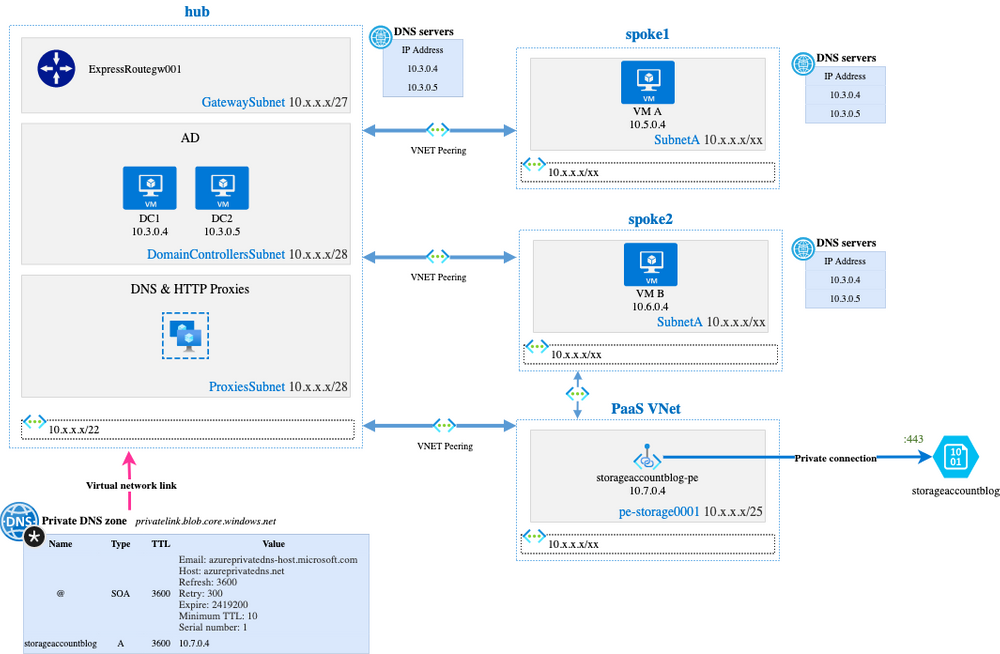 hub
ExpressRoutegw001
GatewaySubnet 10.x.x.x/27
AD
VM
VM
DC1
10.3.0.4
DC2
10.3.0.5
DomainControllersSubnet 10.x.x.x/28
DNS & HTTP Proxies
ProxiesSubnet 10.x.x.x/28
10.x.x.x/22
DNS servers
IP Address
10.3.0.4
10.3.0.5
VNET Peering
VNET Peering
VNET Peering
spoke1
VM
VM A
10.5.0.4
SubnetA 10.x.x.x/xx
10.x.x.x/xx
DNS servers
IP Address
10.3.0.4
10.3.0.5
spoke2
VM
VM B
10.6.0.4
SubnetA 10.x.x.x/xx
10.x.x.x/xx
DNS servers
IP Address
10.3.0.4
10.3.0.5
PaaS VNet
storageaccountblog-pe
10.7.0.4
pe-storage0001 10.x.x.x/25
10.x.x.x/xx
Private connection
:443
10
01
storageaccountblog
Virtual network link
DNS
*
Private DNS zone privatelink.blob.core.windows.net
Name Type TTL Value
@ SOA 3600
Email: azureprivatedns-host.microsoft.com
Host: azureprivatedns.net
Refresh: 3600
Retry: 300
Expire: 2419200
Minimum TTL: 10
Serial number: 1
storageaccountblog A 3600 10.7.0.4